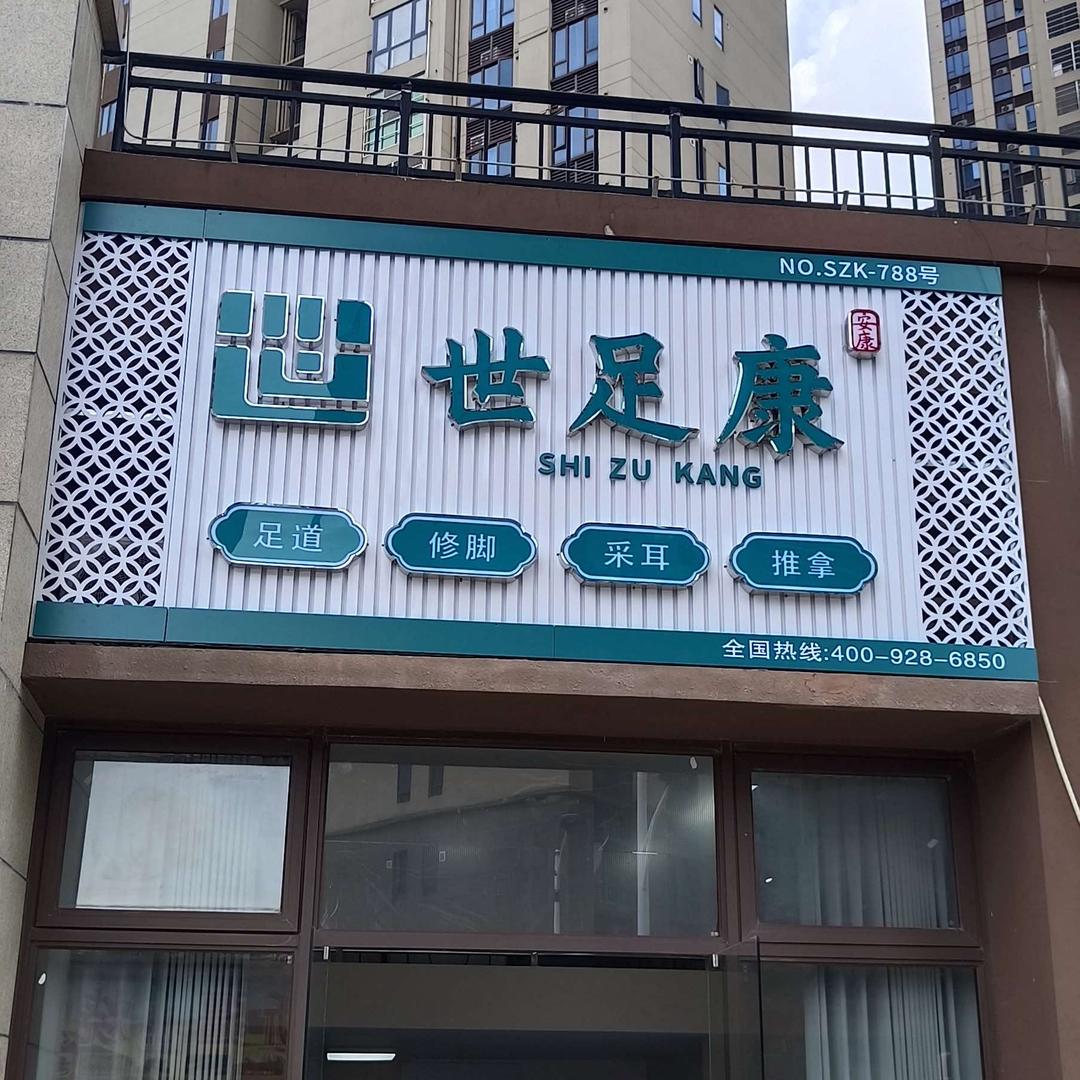 NO.SZK-788号
安康
世足康
SHI ZU KANG
足道
修脚
采耳
推拿
全国热线:400-928-6850